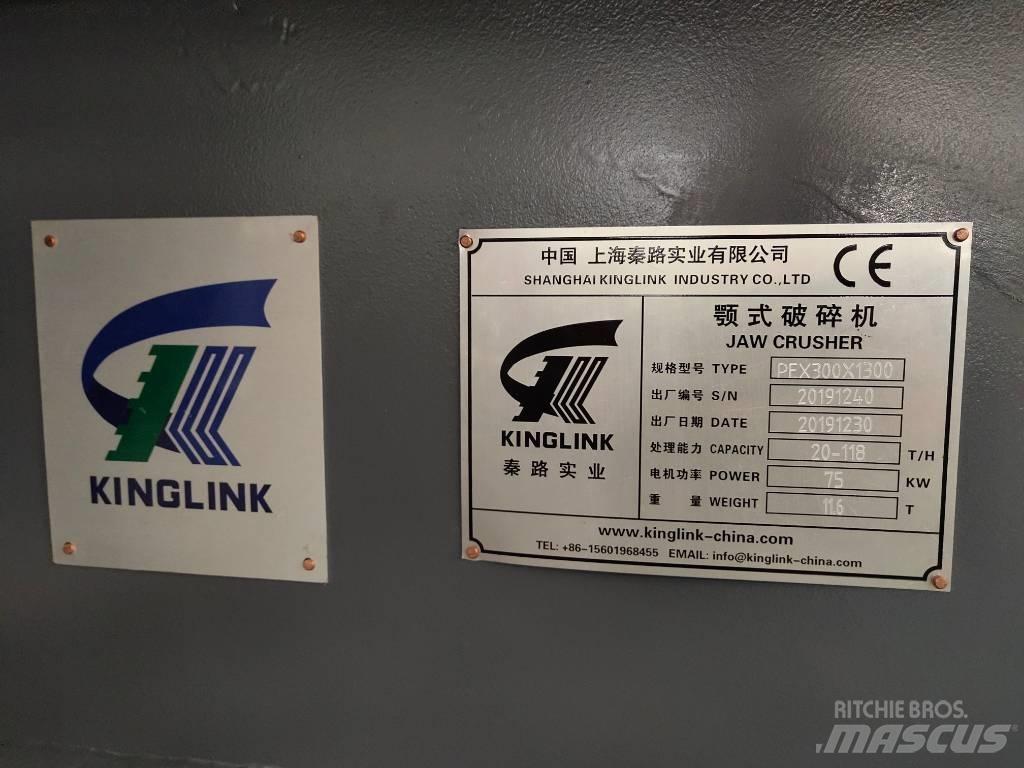 KINGLINK
中国 上海秦路实业有限公司
SHANGHAI KINGLINK INDUSTRY CO.,LTD
CE
KINGLINK
秦路实业
颚式破碎机
JAW CRUSHER
规格型号 TYPE PEX300X1300
出厂编号 S/N 20191240
出厂日期 DATE 20191230
处理能力 CAPACITY 20-118 T/H
电机功率 POWER 75 KW
重 量 WEIGHT 11.6 T
www.kinglink-china.com
TEL: +86-15601968455 EMAIL: info@kinglink-china.com
RITCHIE BROS.
MASCUS